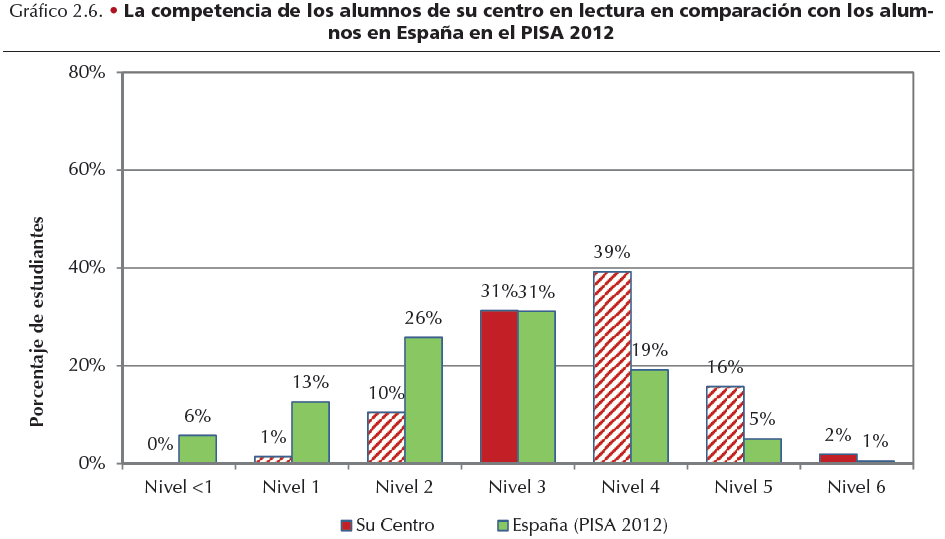 Gráfico 2.6. • La competencia de los alumnos de su centro en lectura en comparación con los alum-
nos en España en el PISA 2012
Porcentaje de estudiantes
80%
60%
40%
20%
0%
0% 6%
1% 13%
10% 26%
31% 31%
39% 19%
16% 5%
2% 1%
Nivel <1 Nivel 1 Nivel 2 Nivel 3 Nivel 4 Nivel 5 Nivel 6
Su Centro España (PISA 2012)